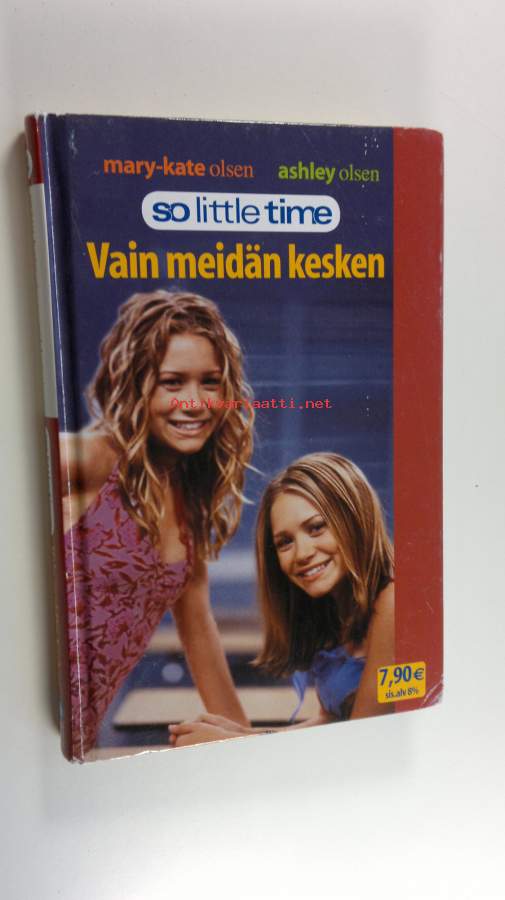 mary-kate olsen ashley olsen
so little time
Vain meidän kesken
Antikvariaatti.net
7,90 €
sis.alv 8%